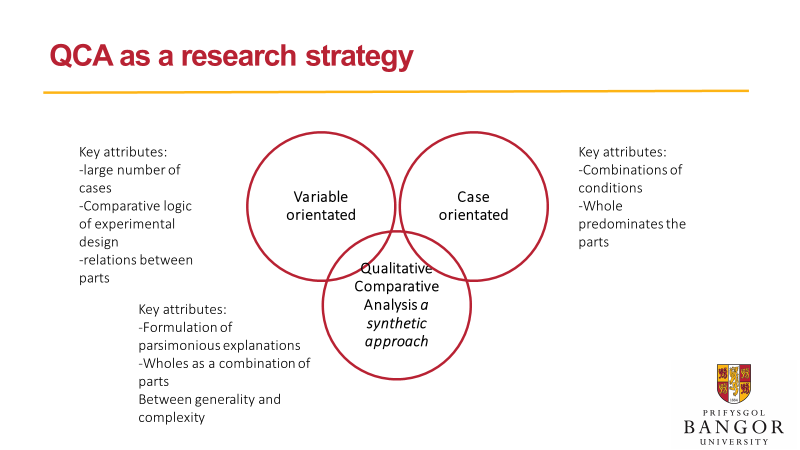 QCA as a research strategy
Key attributes:
-large number of
cases
-Comparative logic
of experimental
design
-relations between
parts
Variable
orientated
Case
orientated
Key attributes:
-Combinations of
conditions
-Whole
predominates the
parts
Qualitative
Comparative
Analysis a
synthetic
approach
Key attributes:
-Formulation of
parsimonious explanations
-Wholes as a combination of
parts
Between generality and
complexity
PRIFYSGOL
BANGOR
UNIVERSITY